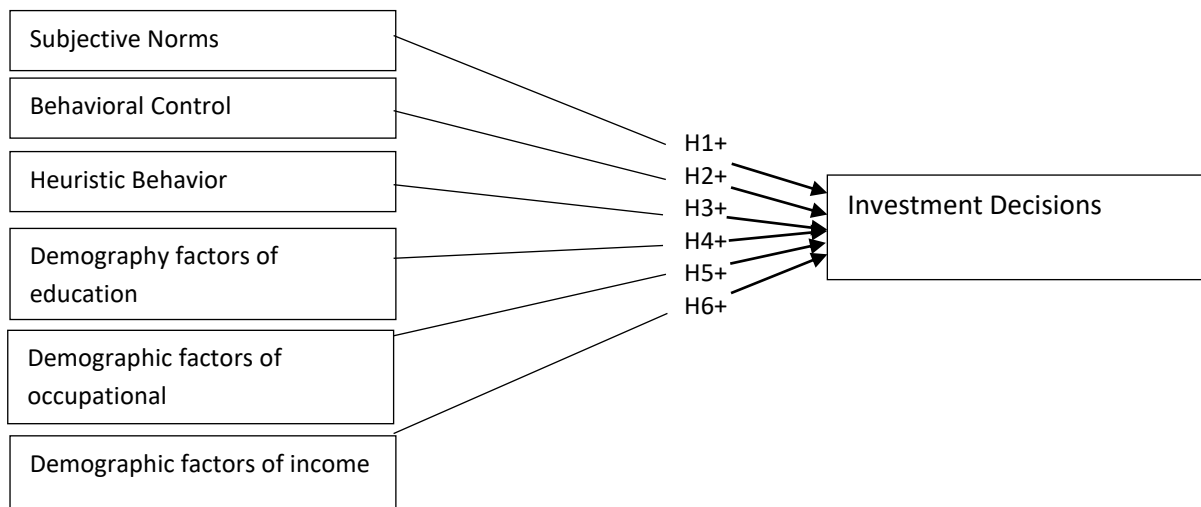 Subjective Norms
Behavioral Control
Heuristic Behavior
Demography factors of
education
Demographic factors of
occupational
Demographic factors of income
H1+
H2+
H3+
H4+
H5+
H6+
Investment Decisions